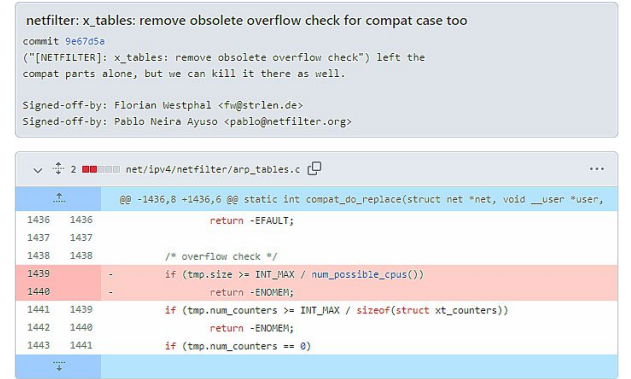 netfilter: x_tables: remove obsolete overflow check for compat case too
commit 9e67d5a
("[NETFILTER]: x_tables: remove obsolete overflow check") left the
compat parts alone, but we can kill it there as well.
Signed-off-by: Florian Westphal <fw@strlen.de>
Signed-off-by: Pablo Neira Ayuso <pablo@netfilter.org>
2 net/ipv4/netfilter/arp_tables.c ...
@@ -1436,8 +1436,6 @@ static int compat_do_replace(struct net *net, void __user *user,
1436 1436 return -EFAULT;
1437 1437
1438 1438 /* overflow check */
1439 - if (tmp.size >= INT_MAX / num_possible_cpus())
1440 - return -ENOMEM;
1441 1439 if (tmp.num_counters >= INT_MAX / sizeof(struct xt_counters))
1442 1440 return -ENOMEM;
1443 1441 if (tmp.num_counters == 0)